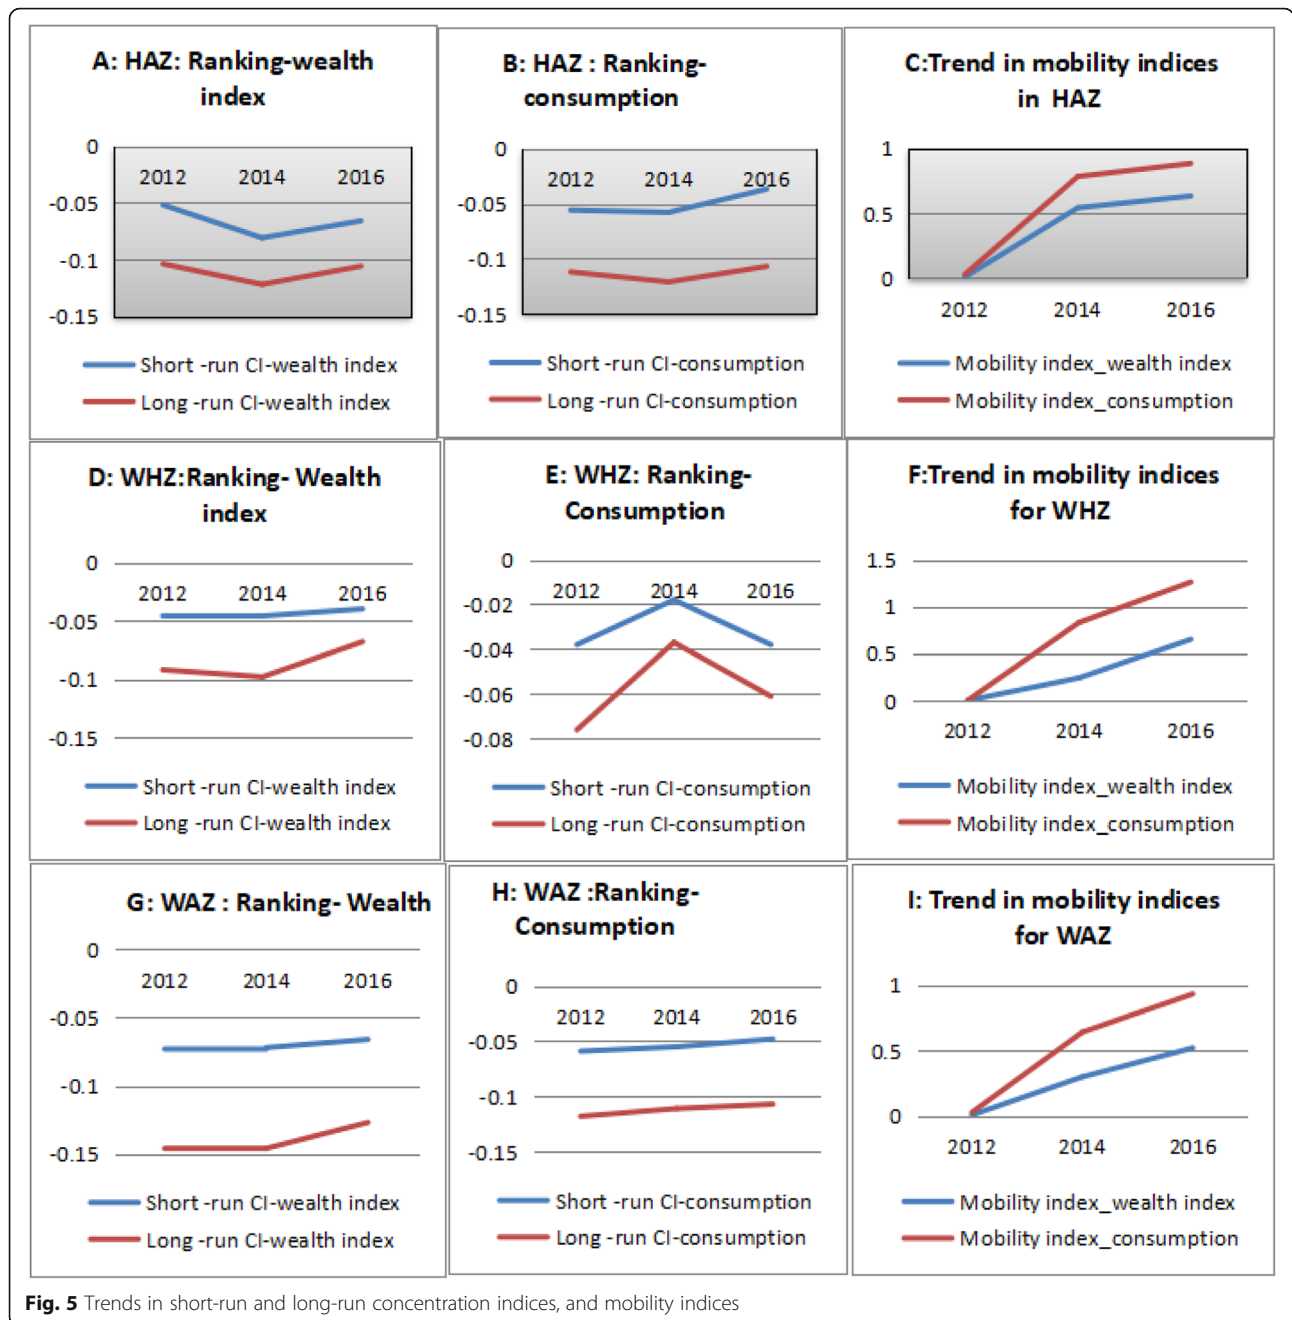 A: HAZ: Ranking-wealth
index
0
2012 2014 2016
-0.05
-0.1
-0.15
Short -run CI-wealth index
Long -run CI-wealth index
B: HAZ : Ranking-
consumption
0
2012 2014 2016
-0.05
-0.1
-0.15
Short -run CI-consumption
Long -run CI-consumption
C:Trend in mobility indices
in HAZ
1
0.5
0
2012 2014 2016
Mobility index_wealth index
Mobility index_consumption
D: WHZ:Ranking- Wealth
index
0
2012 2014 2016
-0.05
-0.1
-0.15
Short -run CI-wealth index
Long -run CI-wealth index
E: WHZ: Ranking-
Consumption
0
2012 2014 2016
-0.02
-0.04
-0.06
-0.08
Short -run CI-consumption
Long -run CI-consumption
F:Trend in mobility indices
for WHZ
1.5
1
0.5
0
2012 2014 2016
Mobility index_wealth index
Mobility index_consumption
G: WAZ : Ranking- Wealth
0
2012 2014 2016
-0.05
-0.1
-0.15
Short -run CI-wealth index
Long -run CI-wealth index
H: WAZ :Ranking-
Consumption
0
2012 2014 2016
-0.05
-0.1
-0.15
Short -run CI-consumption
Long -run CI-consumption
I: Trend in mobility indices
for WAZ
1
0.5
0
2012 2014 2016
Mobility index_wealth index
Mobility index_consumption
Fig. 5 Trends in short-run and long-run concentration indices, and mobility indices